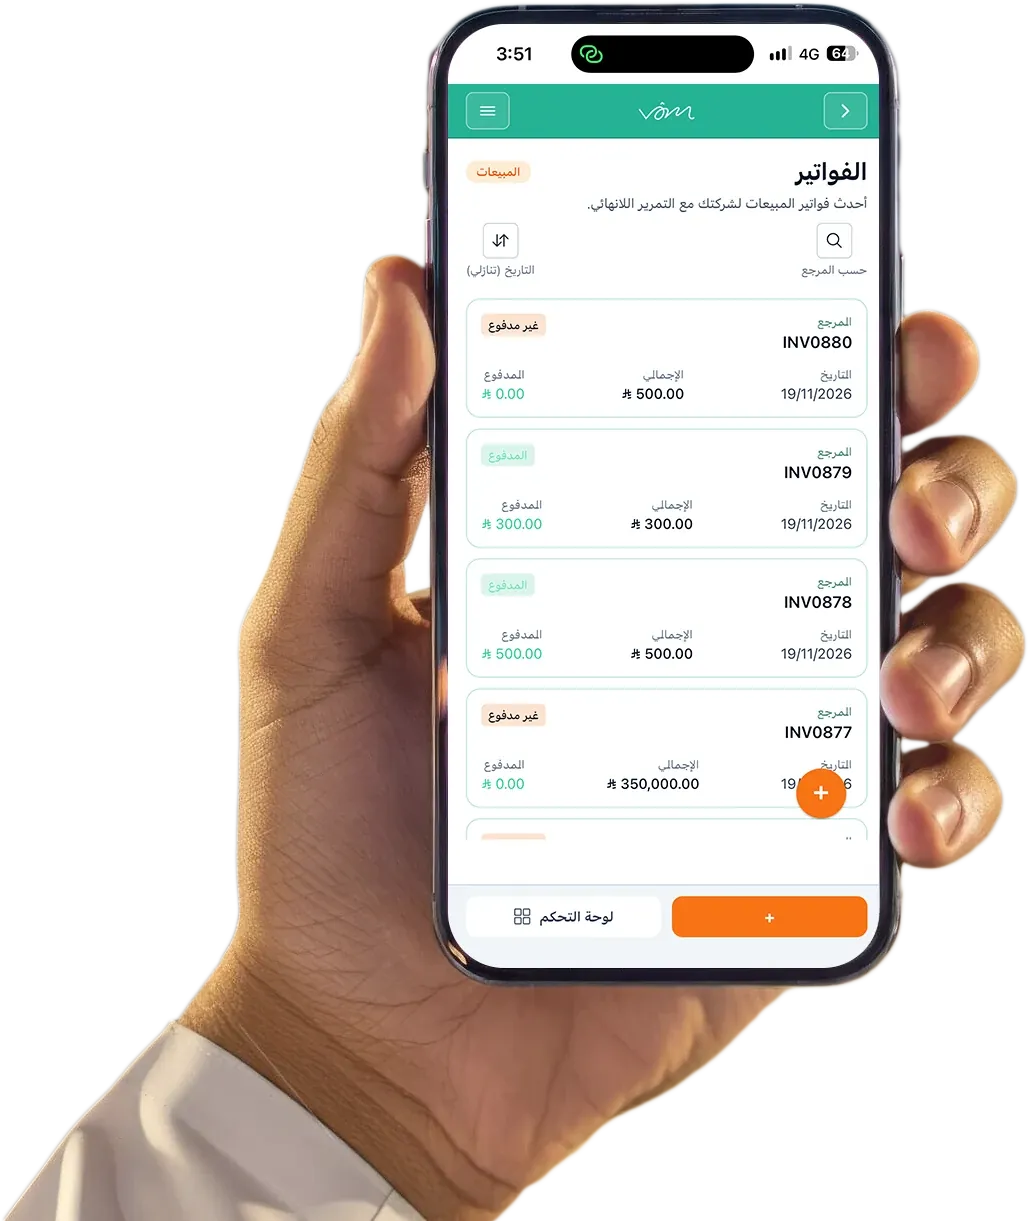 3:51
4G 64
vôm
الفواتير
المبيعات
أحدث فواتير المبيعات لشركتك مع التمرير اللانهائي.
حسب المرجع
التاريخ (تنازلي)
المرجع
غير مدفوع
INV0880
التاريخ
الإجمالي
المدفوع
19/11/2026
500.00
0.00
المرجع
المدفوع
INV0879
التاريخ
الإجمالي
المدفوع
19/11/2026
300.00
300.00
المرجع
المدفوع
INV0878
التاريخ
الإجمالي
المدفوع
19/11/2026
500.00
500.00
المرجع
غير مدفوع
INV0877
التاريخ
الإجمالي
المدفوع
350,000.00
0.00
+
+
لوحة التحكم